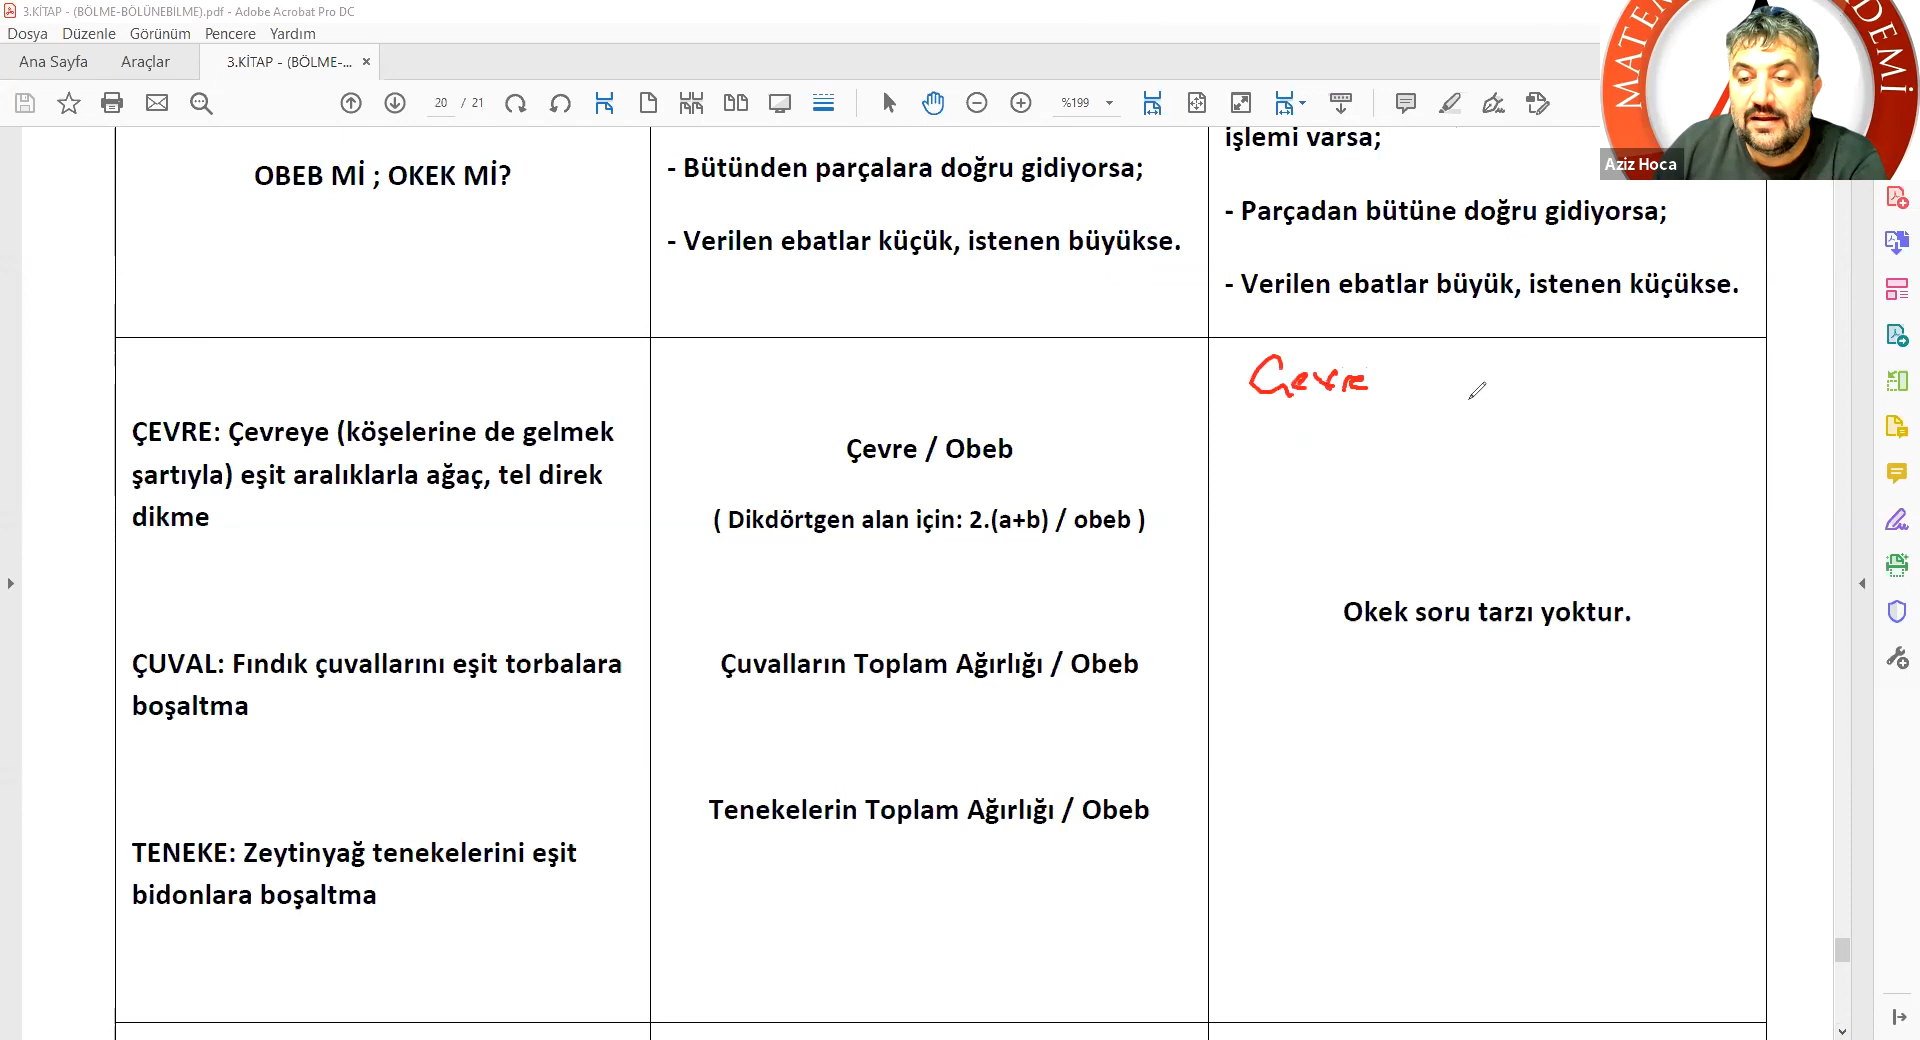 3.KİTAP - (BÖLME-BÖLÜNEBİLME).pdf - Adobe Acrobat Pro DC
Dosya Düzenle Görünüm Pencere Yardım
Ana Sayfa Araçlar 3.KİTAP - (BÖLME-... ×
20 / 21 %199
MATEM DEMİ
Aziz Hoca
OBEB Mİ ; OKEK Mİ?
- Bütünden parçalara doğru gidiyorsa;
- Verilen ebatlar küçük, istenen büyükse.
işlemi varsa;
- Parçadan bütüne doğru gidiyorsa;
- Verilen ebatlar büyük, istenen küçükse.
ÇEVRE: Çevreye (köşelerine de gelmek
şartıyla) eşit aralıklarla ağaç, tel direk
dikme
ÇUVAL: Fındık çuvallarını eşit torbalara
boşaltma
TENEKE: Zeytinyağ tenekelerini eşit
bidonlara boşaltma
Çevre / Obeb
( Dikdörtgen alan için: 2.(a+b) / obeb )
Çuvalların Toplam Ağırlığı / Obeb
Tenekelerin Toplam Ağırlığı / Obeb
Çevre
Okek soru tarzı yoktur.